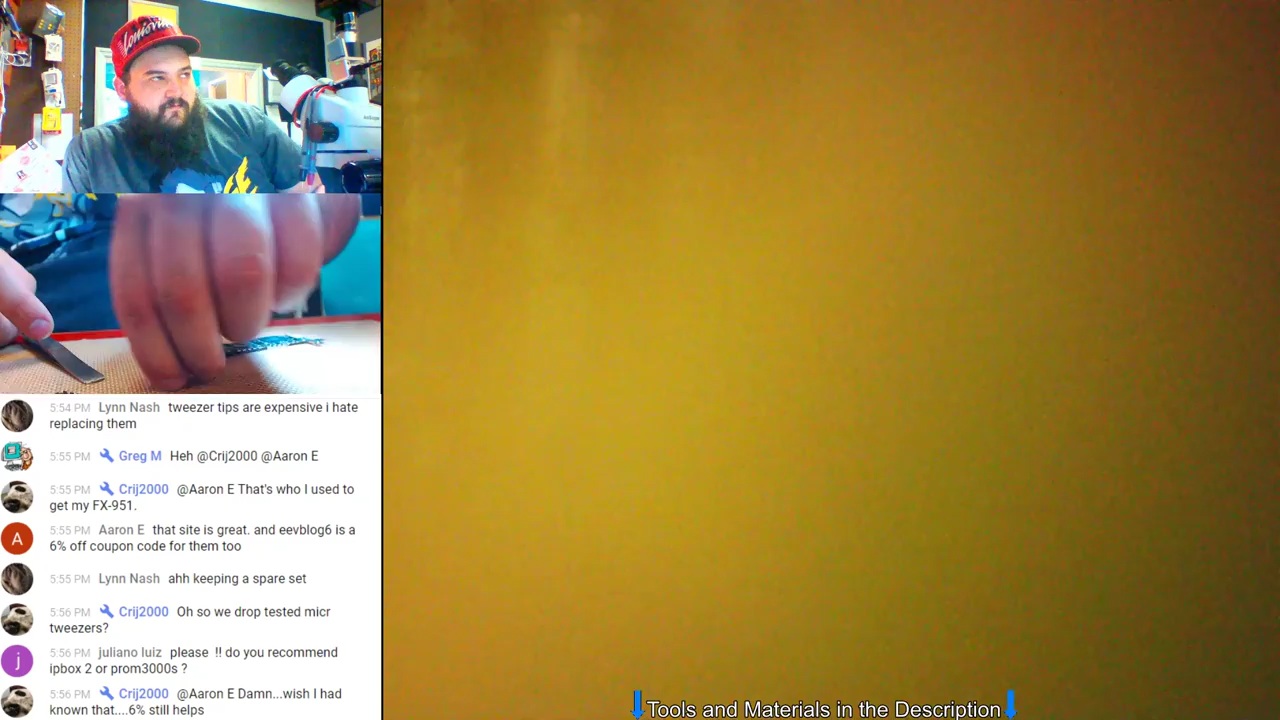 Louisville
5:54 PM Lynn Nash tweezer tips are expensive i hate
replacing them
5:55 PM Greg M Heh @Crij2000 @Aaron E
5:55 PM Crij2000 @Aaron E That's who I used to
get my FX-951.
A
5:55 PM Aaron E that site is great. and eevblog6 is a
6% off coupon code for them too
5:55 PM Lynn Nash ahh keeping a spare set
5:56 PM Crij2000 Oh so we drop tested micr
tweezers?
j
5:56 PM juliano luiz please !! do you recommend
ipbox 2 or prom3000s ?
5:56 PM Crij2000 @Aaron E Damn...wish I had
known that....6% still helps
Tools and Materials in the Description